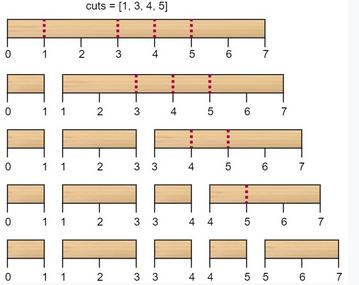 cuts = [1, 3, 4, 5]
0 1 2 3 4 5 7
0 1 1 2 3 4 5 6 7
0 1 1 2 3 3 4 5 6 7
0 1 1 2 3 3 4 4 5 6 7
0 1 1 2 3 3 4 4 5 5 6 7